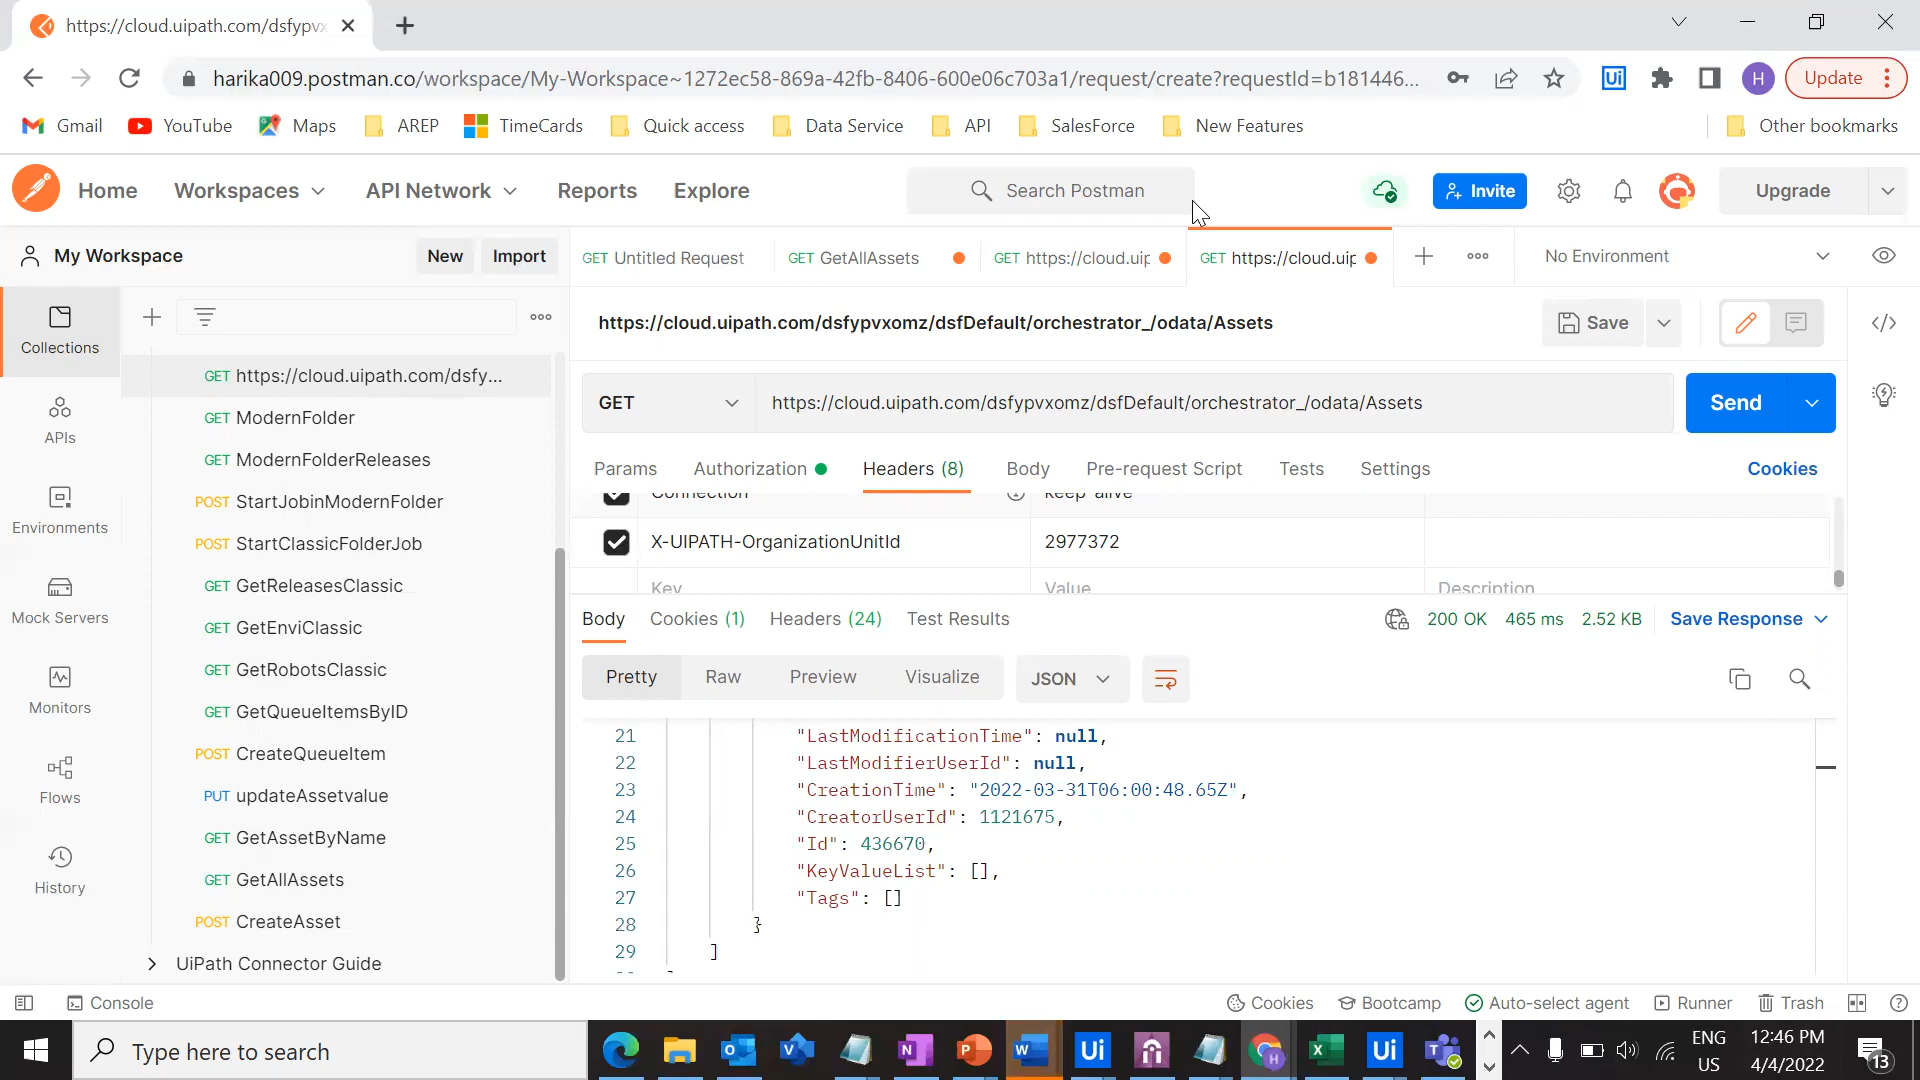 https://cloud.uipath.com/dsfypvx
harika009.postman.co/workspace/My-Workspace~1272ec58-869a-42fb-8406-600e06c703a1/request/create?requestId=b181446...
H
Update
Gmail YouTube Maps AREP TimeCards Quick access Data Service API SalesForce New Features Other bookmarks
Home Workspaces API Network Reports Explore Search Postman Invite Upgrade
My Workspace New Import
GET Untitled Request GET GetAllAssets GET https://cloud.uip GET https://cloud.uip No Environment
Collections
APIs
Environments
Mock Servers
Monitors
Flows
History
GET https://cloud.uipath.com/dsfy...
GET ModernFolder
GET ModernFolderReleases
POST StartJobinModernFolder
POST StartClassicFolderJob
GET GetReleasesClassic
GET GetEnviClassic
GET GetRobotsClassic
GET GetQueueItemsByID
POST CreateQueueItem
PUT updateAssetvalue
GET GetAssetByName
GET GetAllAssets
POST CreateAsset
UiPath Connector Guide
https://cloud.uipath.com/dsfypvxomz/dsfDefault/orchestrator_/odata/Assets Save
GET https://cloud.uipath.com/dsfypvxomz/dsfDefault/orchestrator_/odata/Assets Send
Params Authorization Headers (8) Body Pre-request Script Tests Settings Cookies
Connection keep-alive
X-UIPATH-OrganizationUnitId 2977372
Key Value Description
Body Cookies (1) Headers (24) Test Results 200 OK 465 ms 2.52 KB Save Response
Pretty Raw Preview Visualize JSON
21 "LastModificationTime": null,
22 "LastModifierUserId": null,
23 "CreationTime": "2022-03-31T06:00:48.65Z",
24 "CreatorUserId": 1121675,
25 "Id": 436670,
26 "KeyValueList": [],
27 "Tags": []
28 }
29 ]
Console Cookies Bootcamp Auto-select agent Runner Trash
Type here to search
ENG
US
12:46 PM
4/4/2022
13